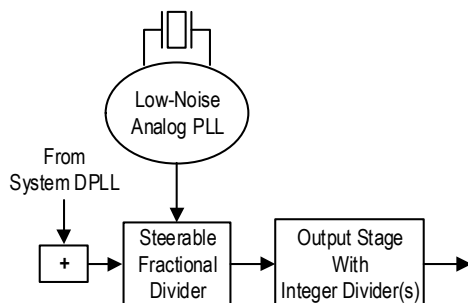 Low-Noise
Analog PLL
From
System DPLL
+
Steerable
Fractional
Divider
Output Stage
With
Integer Divider(s)